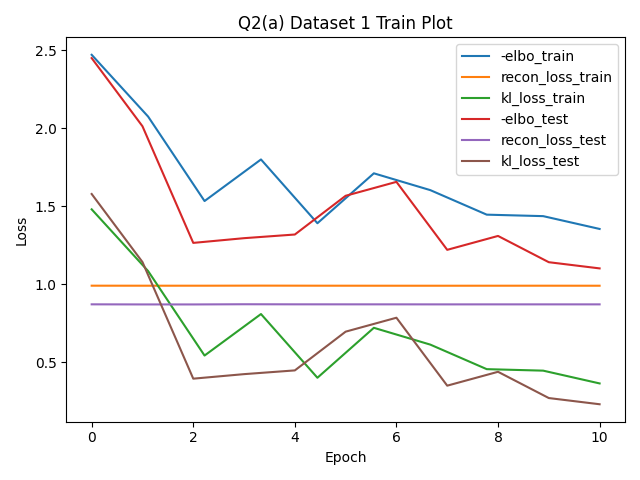 Q2(a) Dataset 1 Train Plot
-elbo_train
recon_loss_train
kl_loss_train
-elbo_test
recon_loss_test
kl_loss_test
Loss
2.5
2.0
1.5
1.0
0.5
0 2 4 6 8 10
Epoch